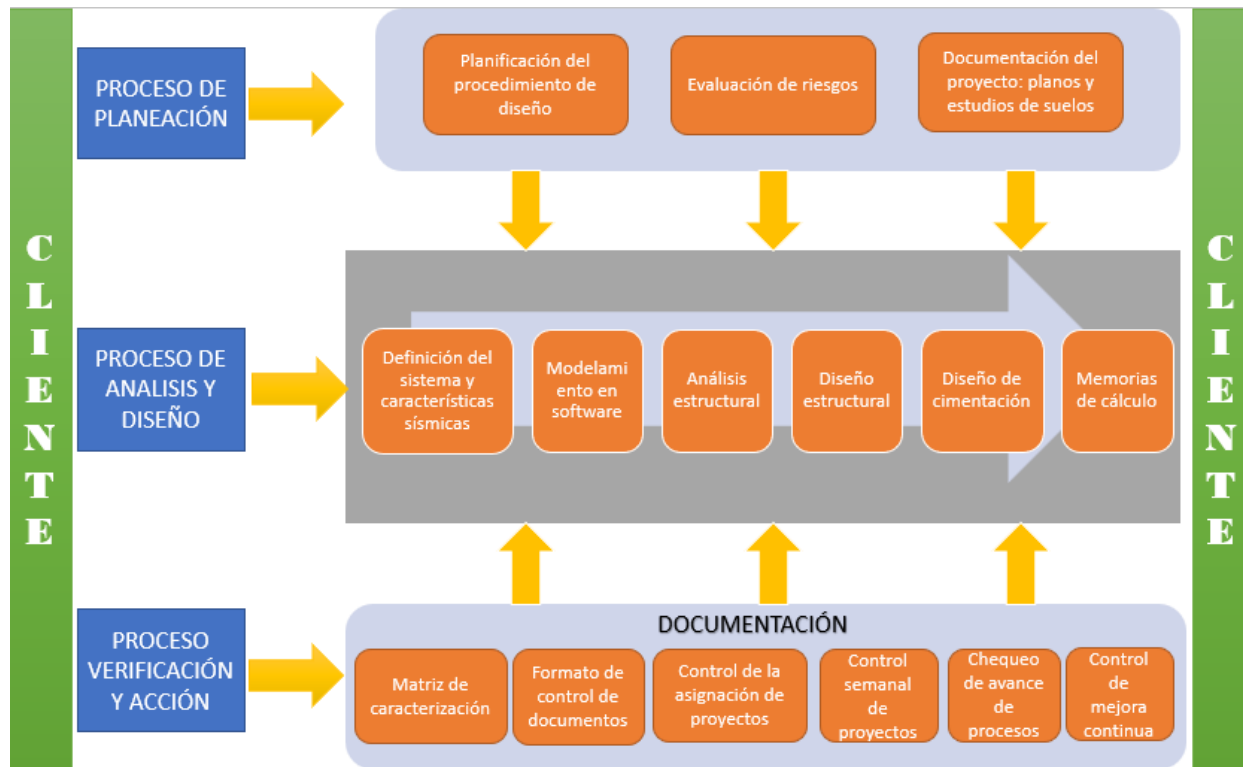 CLIENTE
PROCESO DE
PLANEACIÓN
Planificación del
procedimiento de
diseño
Evaluación de riesgos
Documentación del
proyecto: planos y
estudios de suelos
PROCESO DE
ANALISIS Y
DISEÑO
Definición del
sistema y
características
sísmicas
Modelami
ento en
software
Análisis
estructural
Diseño
estructural
Diseño de
cimentación
Memorias
de cálculo
PROCESO
VERIFICACIÓN
Y ACCIÓN
DOCUMENTACIÓN
Matriz de
caracterización
Formato de
control de
documentos
Control de la
asignación de
proyectos
Control
semanal
de
proyectos
Chequeo
de avance
de
procesos
Control
de
mejora
continua
CLIENTE